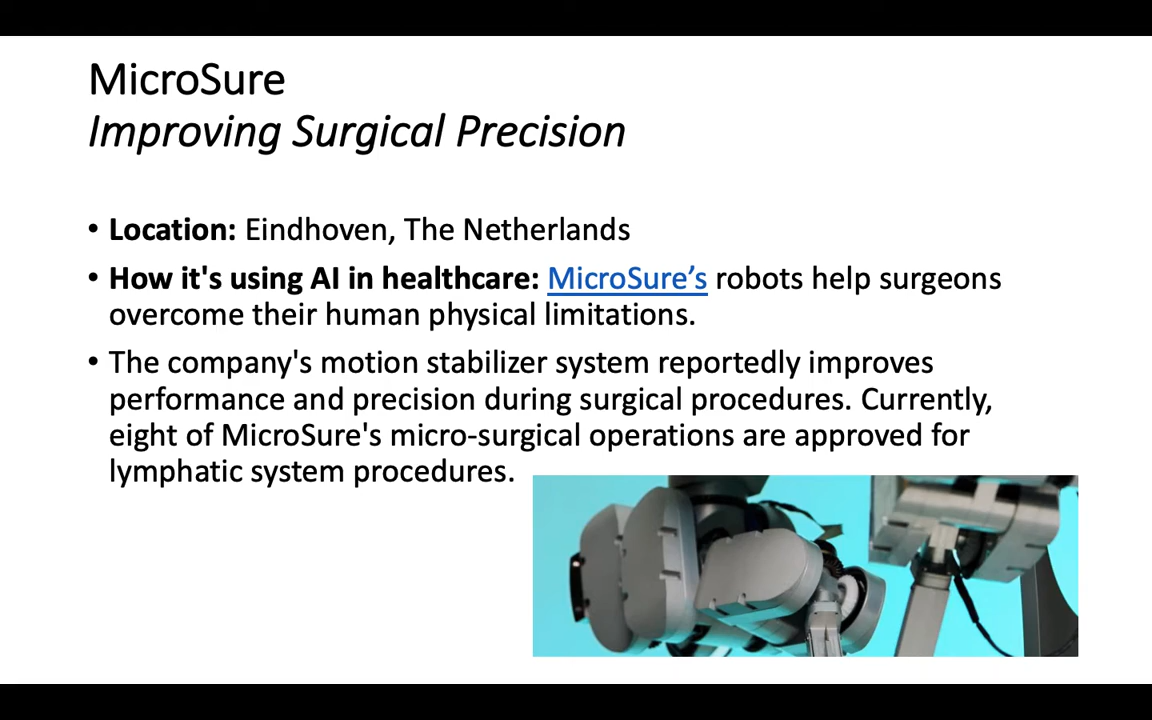 MicroSure
Improving Surgical Precision
• Location: Eindhoven, The Netherlands
• How it's using AI in healthcare: MicroSure’s robots help surgeons
overcome their human physical limitations.
• The company's motion stabilizer system reportedly improves
performance and precision during surgical procedures. Currently,
eight of MicroSure's micro-surgical operations are approved for
lymphatic system procedures.